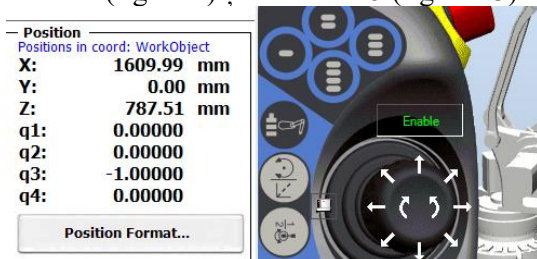 Position
Positions in coord: WorkObject
X: 1609.99 mm
Y: 0.00 mm
Z: 787.51 mm
q1: 0.00000
q2: 0.00000
q3: -1.00000
q4: 0.00000
Position Format...
Enable